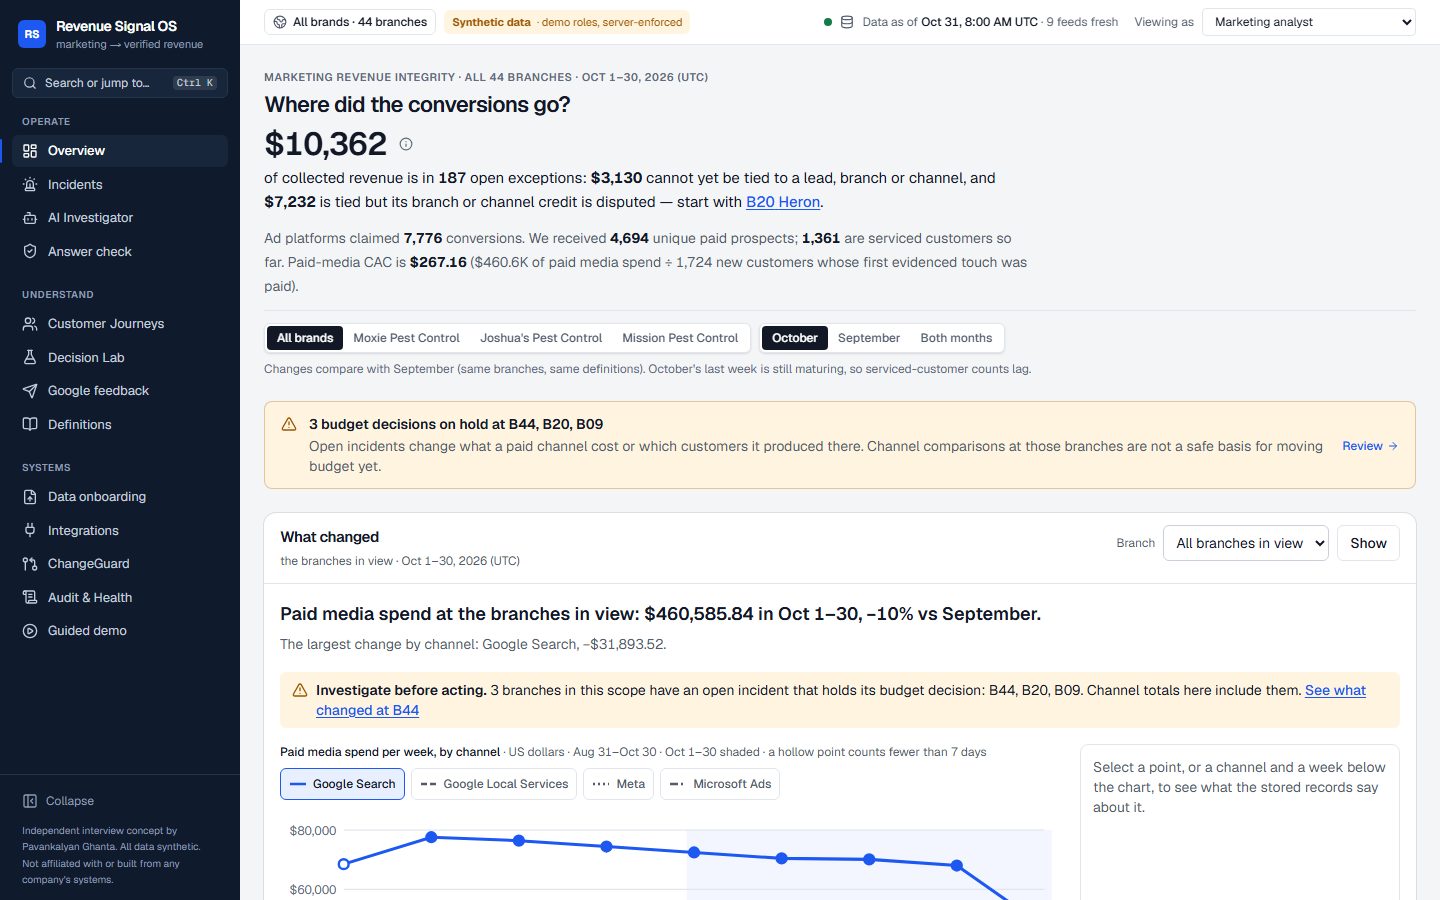 RS
Revenue Signal OS
marketing → verified revenue
Search or jump to... Ctrl K
OPERATE
Overview
Incidents
AI Investigator
Answer check
UNDERSTAND
Customer Journeys
Decision Lab
Google feedback
Definitions
SYSTEMS
Data onboarding
Integrations
ChangeGuard
Audit & Health
Guided demo
Collapse
Independent interview concept by
Pavankalyan Ghanta. All data synthetic.
Not affiliated with or built from any
company's systems.
All brands · 44 branches
Synthetic data · demo roles, server-enforced
Data as of Oct 31, 8:00 AM UTC · 9 feeds fresh
Viewing as Marketing analyst
MARKETING REVENUE INTEGRITY · ALL 44 BRANCHES · OCT 1–30, 2026 (UTC)
Where did the conversions go?
$10,362
of collected revenue is in 187 open exceptions: $3,130 cannot yet be tied to a lead, branch or channel, and
$7,232 is tied but its branch or channel credit is disputed — start with B20 Heron.
Ad platforms claimed 7,776 conversions. We received 4,694 unique paid prospects; 1,361 are serviced customers so
far. Paid-media CAC is $267.16 ($460.6K of paid media spend ÷ 1,724 new customers whose first evidenced touch was
paid).
All brands Moxie Pest Control Joshua's Pest Control Mission Pest Control
October September Both months
Changes compare with September (same branches, same definitions). October's last week is still maturing, so serviced-customer counts lag.
3 budget decisions on hold at B44, B20, B09
Open incidents change what a paid channel cost or which customers it produced there. Channel comparisons at those branches are not a safe basis for moving
budget yet.
Review →
What changed
the branches in view · Oct 1–30, 2026 (UTC)
Branch All branches in view Show
Paid media spend at the branches in view: $460,585.84 in Oct 1–30, −10% vs September.
The largest change by channel: Google Search, −$31,893.52.
Investigate before acting. 3 branches in this scope have an open incident that holds its budget decision: B44, B20, B09. Channel totals here include them. See what
changed at B44
Paid media spend per week, by channel · US dollars · Aug 31–Oct 30 · Oct 1–30 shaded · a hollow point counts fewer than 7 days
Google Search Google Local Services Meta Microsoft Ads
$80,000
$60,000
Select a point, or a channel and a week below
the chart, to see what the stored records say
about it.